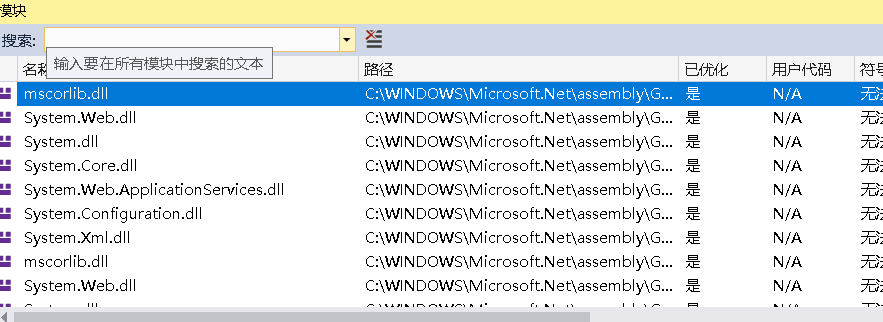 模块
搜索:
输入要在所有模块中搜索的文本
名称 路径 已优化 用户代码 符号
mscorlib.dll C:\WINDOWS\Microsoft.Net\assembly\G... 是 N/A 无法
System.Web.dll C:\WINDOWS\Microsoft.Net\assembly\G... 是 N/A 无法
System.dll C:\WINDOWS\Microsoft.Net\assembly\G... 是 N/A 无法
System.Core.dll C:\WINDOWS\Microsoft.Net\assembly\G... 是 N/A 无法
System.Web.ApplicationServices.dll C:\WINDOWS\Microsoft.Net\assembly\G... 是 N/A 无法
System.Configuration.dll C:\WINDOWS\Microsoft.Net\assembly\G... 是 N/A 无法
System.Xml.dll C:\WINDOWS\Microsoft.Net\assembly\G... 是 N/A 无法
mscorlib.dll C:\WINDOWS\Microsoft.Net\assembly\G... 是 N/A 无法
System.Web.dll C:\WINDOWS\Microsoft.Net\assembly\G... 是 N/A 无法